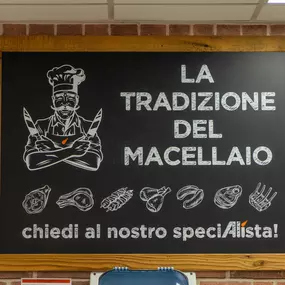 LA
TRADIZIONE
DEL
MACELLAIO
chiedi al nostro speciAlista!